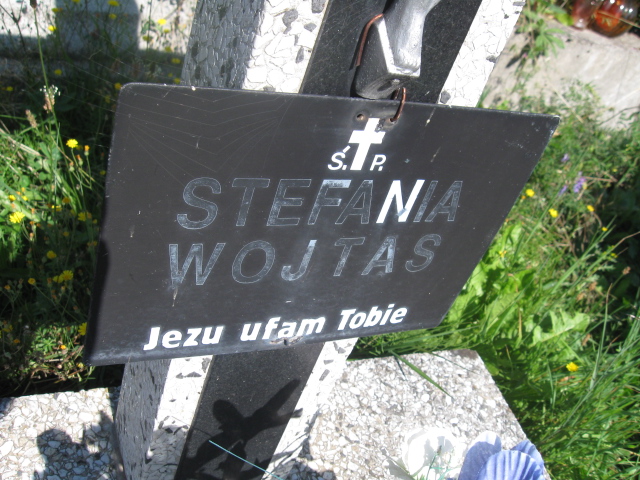 Ś. P.
STEFANIA
WOJTAS
Jezu ufam Tobie